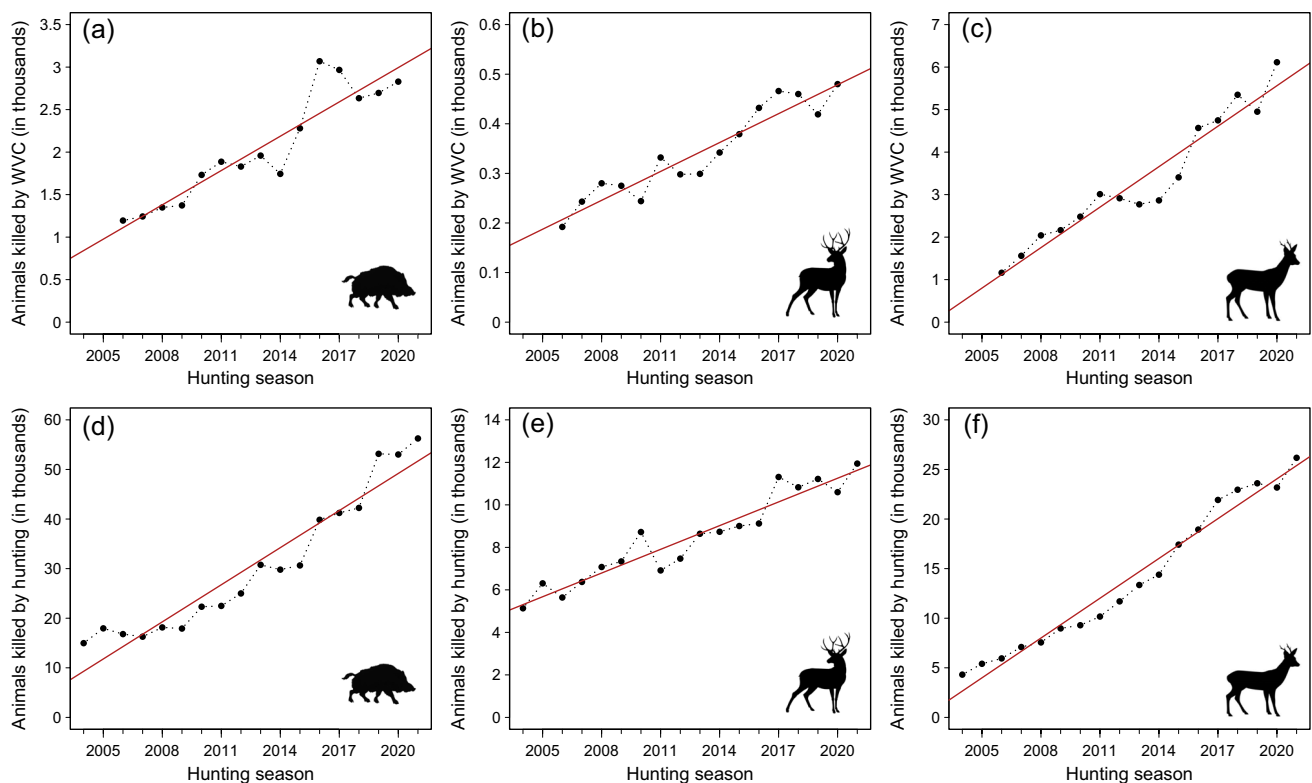 (a)
Animals killed by WVC (in thousands)
3.5
3
2.5
2
1.5
1
0.5
0
2005 2008 2011 2014 2017 2020
Hunting season
(b)
Animals killed by WVC (in thousands)
0.6
0.5
0.4
0.3
0.2
0.1
0
2005 2008 2011 2014 2017 2020
Hunting season
(c)
Animals killed by WVC (in thousands)
7
6
5
4
3
2
1
0
2005 2008 2011 2014 2017 2020
Hunting season
(d)
Animals killed by hunting (in thousands)
60
50
40
30
20
10
0
2005 2008 2011 2014 2017 2020
Hunting season
(e)
Animals killed by hunting (in thousands)
14
12
10
8
6
4
2
0
2005 2008 2011 2014 2017 2020
Hunting season
(f)
Animals killed by hunting (in thousands)
30
25
20
15
10
5
0
2005 2008 2011 2014 2017 2020
Hunting season